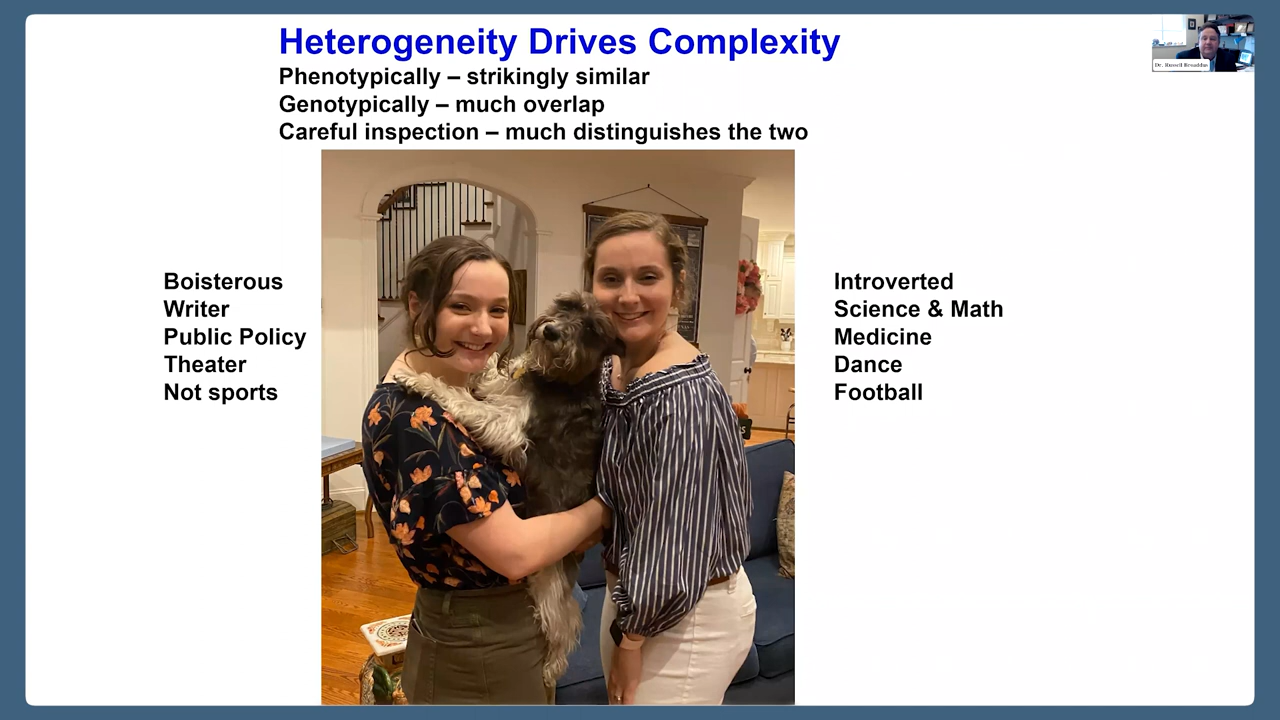 Heterogeneity Drives Complexity
Phenotypically – strikingly similar
Genotypically – much overlap
Careful inspection – much distinguishes the two
Boisterous
Writer
Public Policy
Theater
Not sports
Introverted
Science & Math
Medicine
Dance
Football
Dr. Russell Broaddus